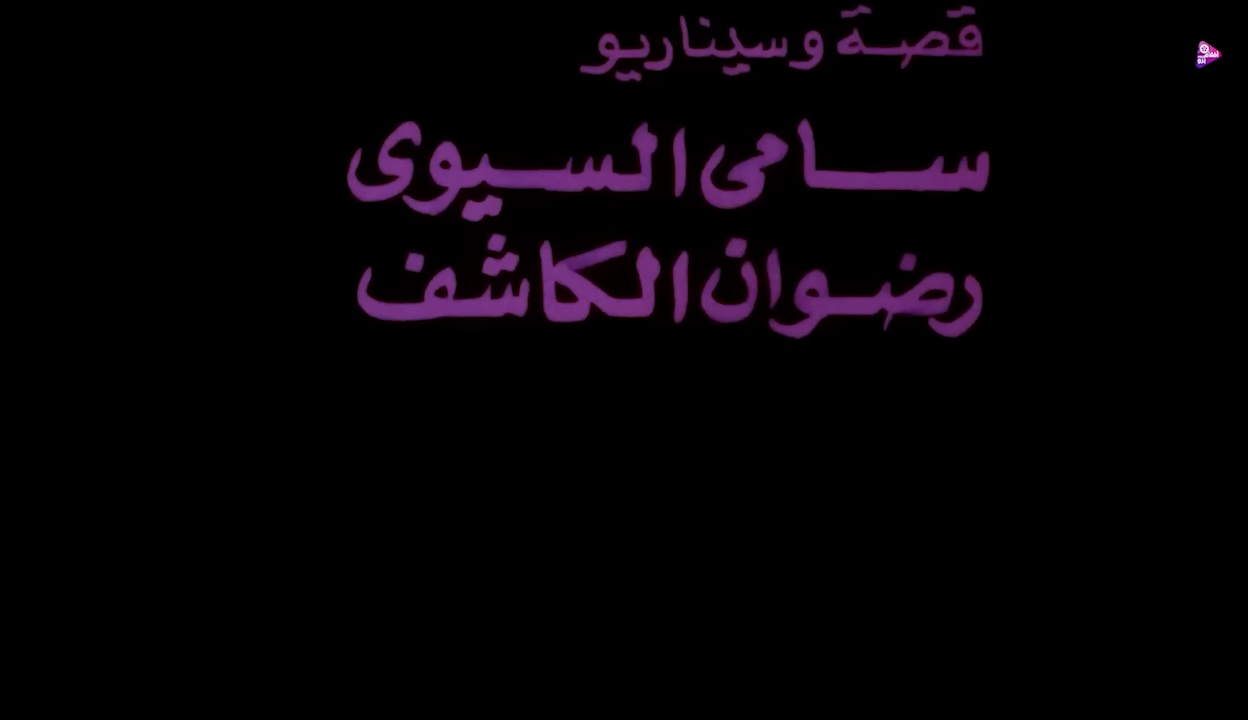 قصة وسيناريو
سامى السيوى
رضوان الكاشف